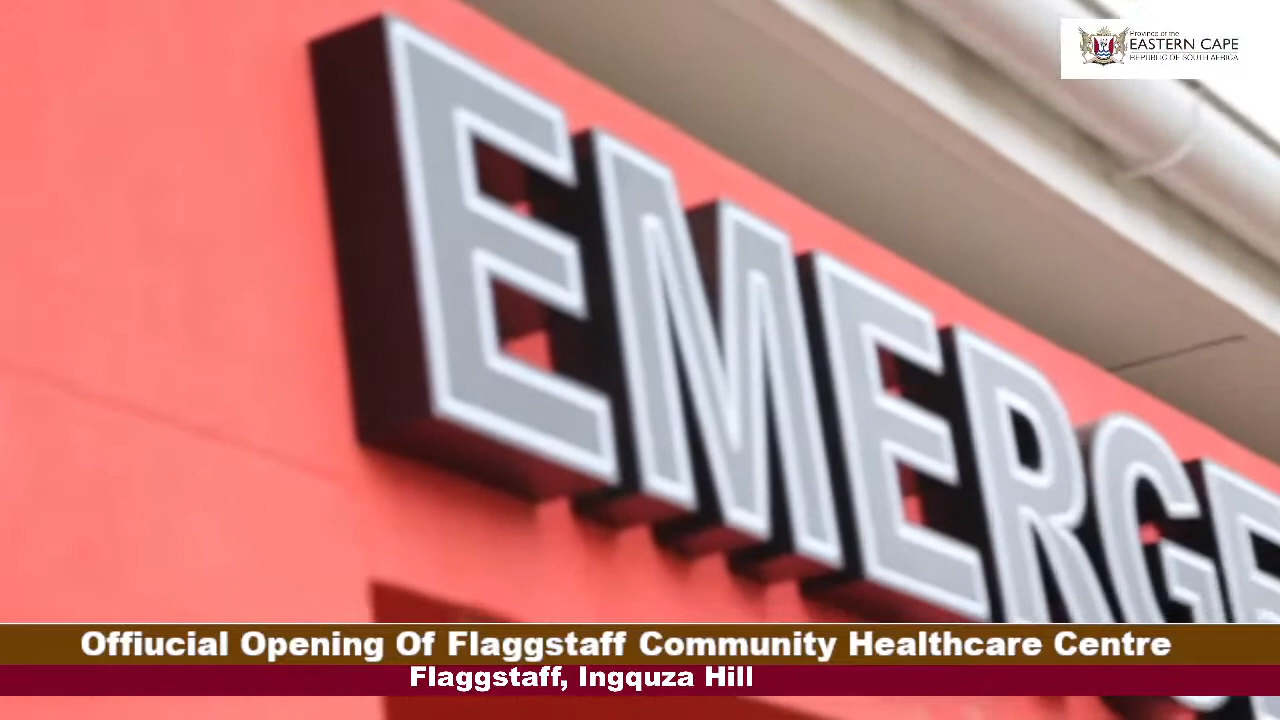 Province of the
EASTERN CAPE
REPUBLIC OF SOUTH AFRICA
EMERGE
Offiucial Opening Of Flaggstaff Community Healthcare Centre
Flaggstaff, Ingquza Hill